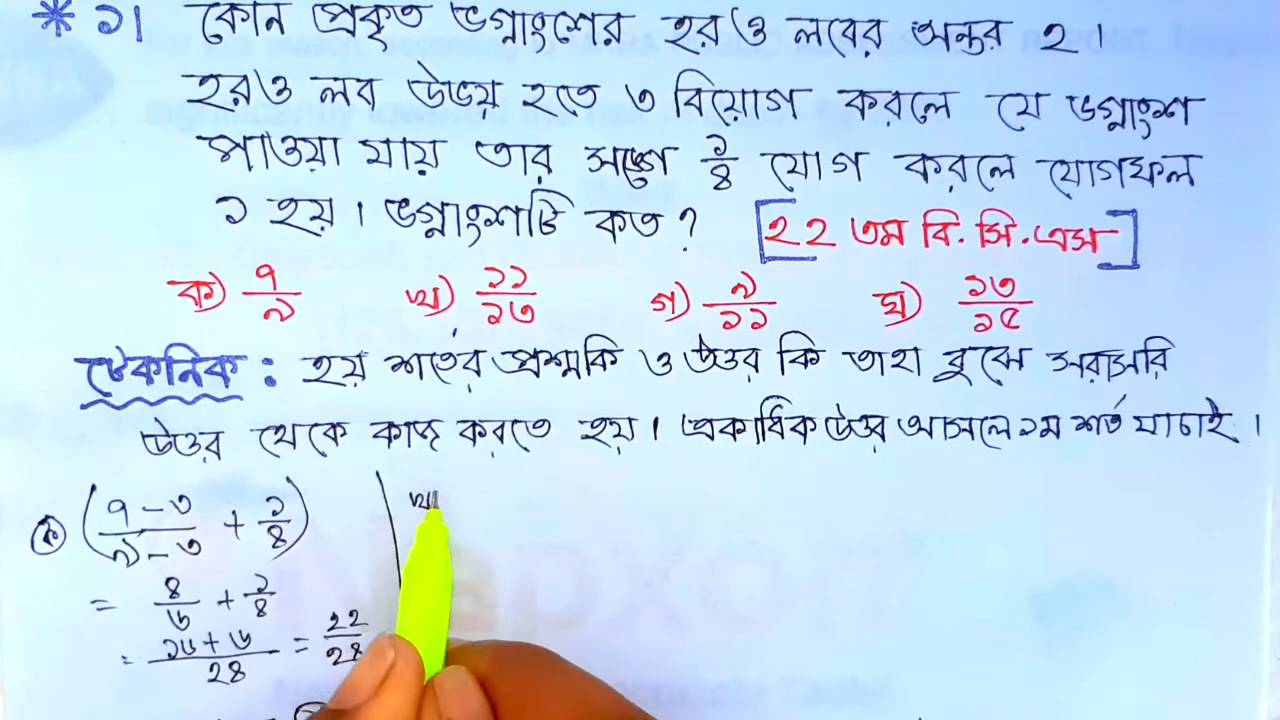 * ১। কোন প্রকৃত ভগ্নাংশের হর ও লবের অন্তর ২।
হর ও লব উভয় হতে ৩ বিয়োগ করলে যে ভগ্নাংশ
পাওয়া যায় তার সঙ্গে ১/৪ যোগ করলে যোগফল
১ হয়। ভগ্নাংশটি কত? [২২ তম বি.সি.এস]
ক) ৭/৯ খ) ১১/১৩ গ) ৯/১১ ঘ) ১৩/১৫
টেকনিক : হয় শর্তের প্রশ্ন কি ও উত্তর কি তাহা বুঝে সরাসরি
উত্তর থেকে কাজ করতে হয়। একাধিক উত্তর আসলে ১ম শর্ত যাচাই।
ক (৭-৩/৯-৩ + ১/৪) খ
= ৪/৬ + ১/৪
= ১৬+৬/২৪ = ২২/২৪